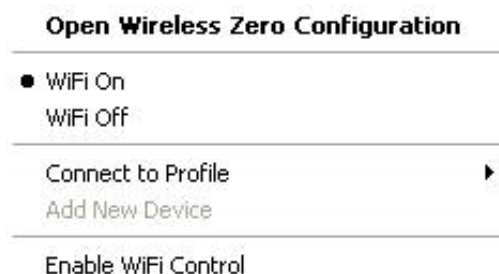 Open Wireless Zero Configuration
WiFi On
WiFi Off
Connect to Profile
Add New Device
Enable WiFi Control